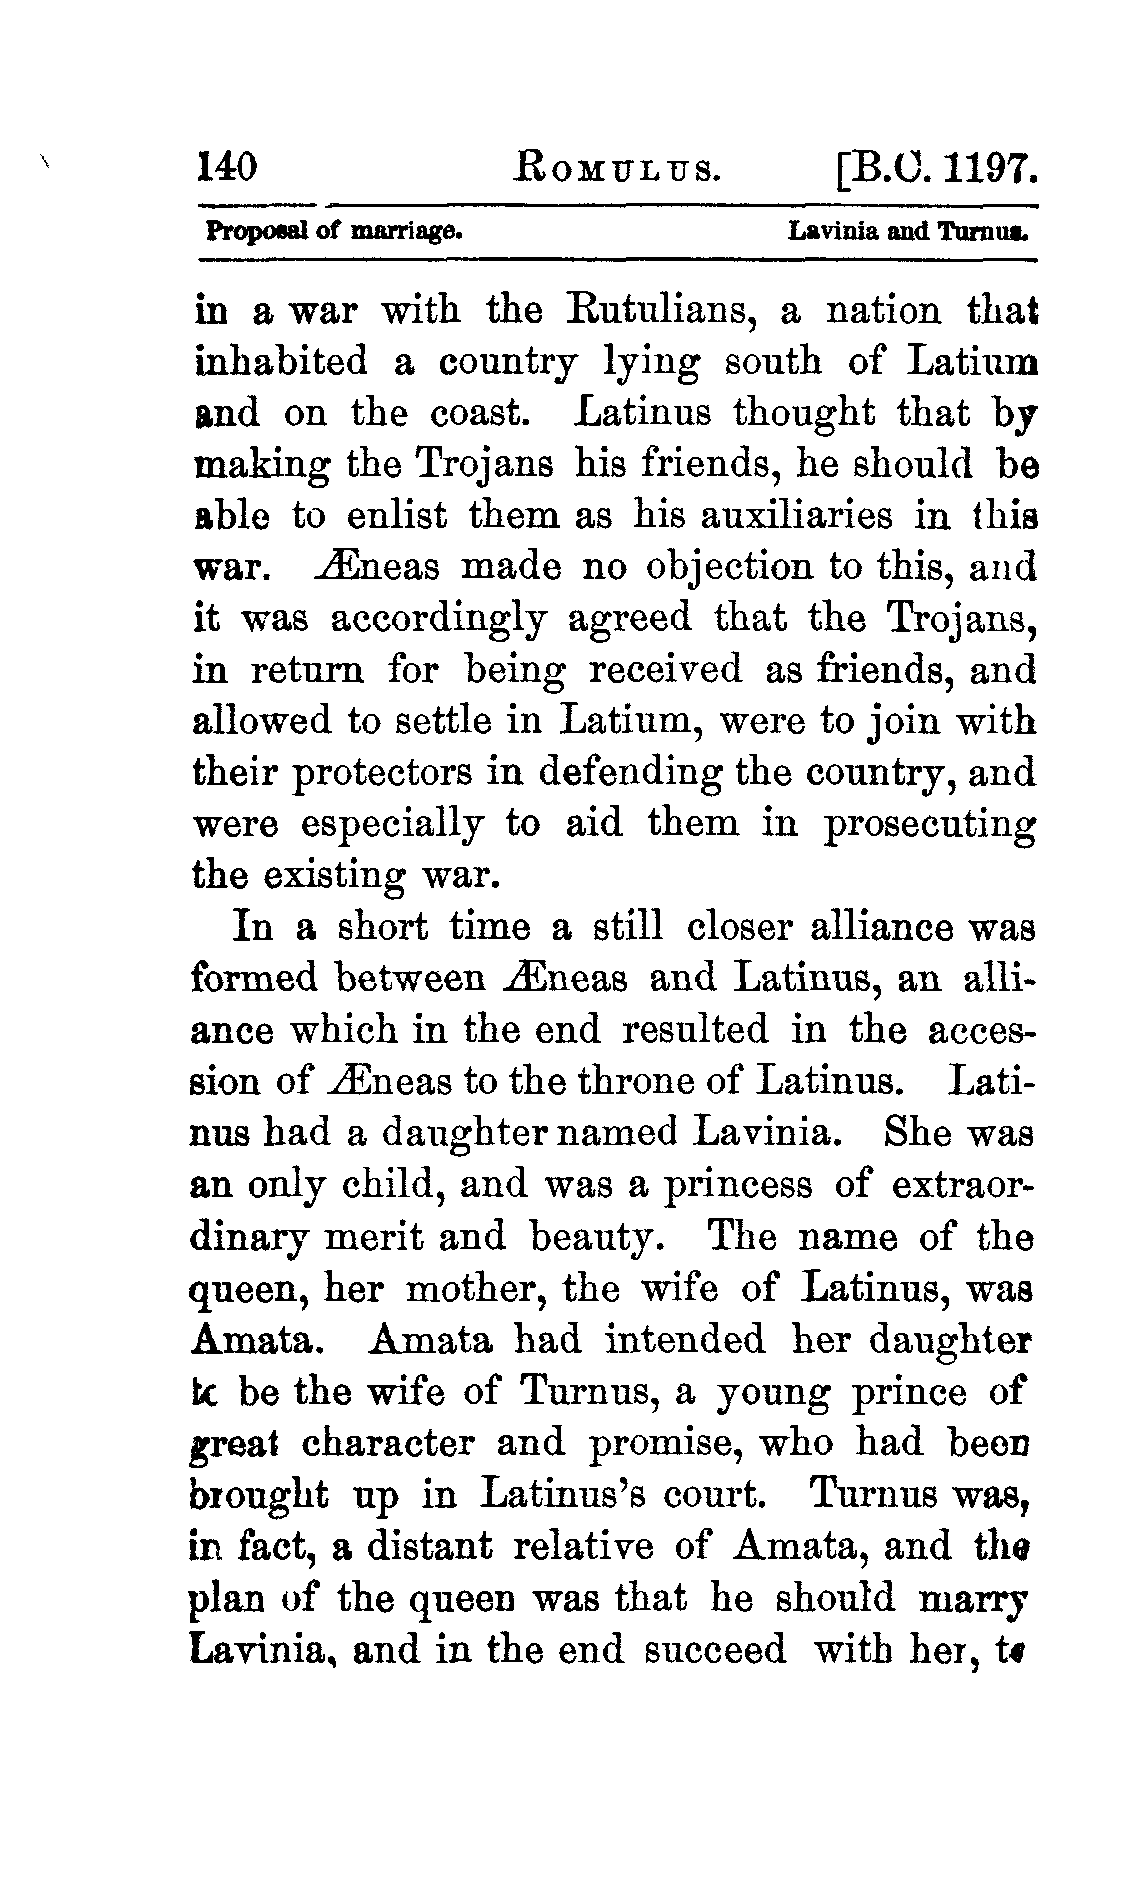 140 ROMULUS. [B.C. 1197.
Proposal of marriage. Lavinia and Turnus.
in a war with the Rutulians, a nation that
inhabited a country lying south of Latium
and on the coast. Latinus thought that by
making the Trojans his friends, he should be
able to enlist them as his auxiliaries in this
war. Æneas made no objection to this, and
it was accordingly agreed that the Trojans,
in return for being received as friends, and
allowed to settle in Latium, were to join with
their protectors in defending the country, and
were especially to aid them in prosecuting
the existing war.
In a short time a still closer alliance was
formed between Æneas and Latinus, an alli-
ance which in the end resulted in the acces-
sion of Æneas to the throne of Latinus. Lati-
nus had a daughter named Lavinia. She was
an only child, and was a princess of extraor-
dinary merit and beauty. The name of the
queen, her mother, the wife of Latinus, was
Amata. Amata had intended her daughter
to be the wife of Turnus, a young prince of
great character and promise, who had been
brought up in Latinus's court. Turnus was,
in fact, a distant relative of Amata, and the
plan of the queen was that he should marry
Lavinia, and in the end succeed with her, to